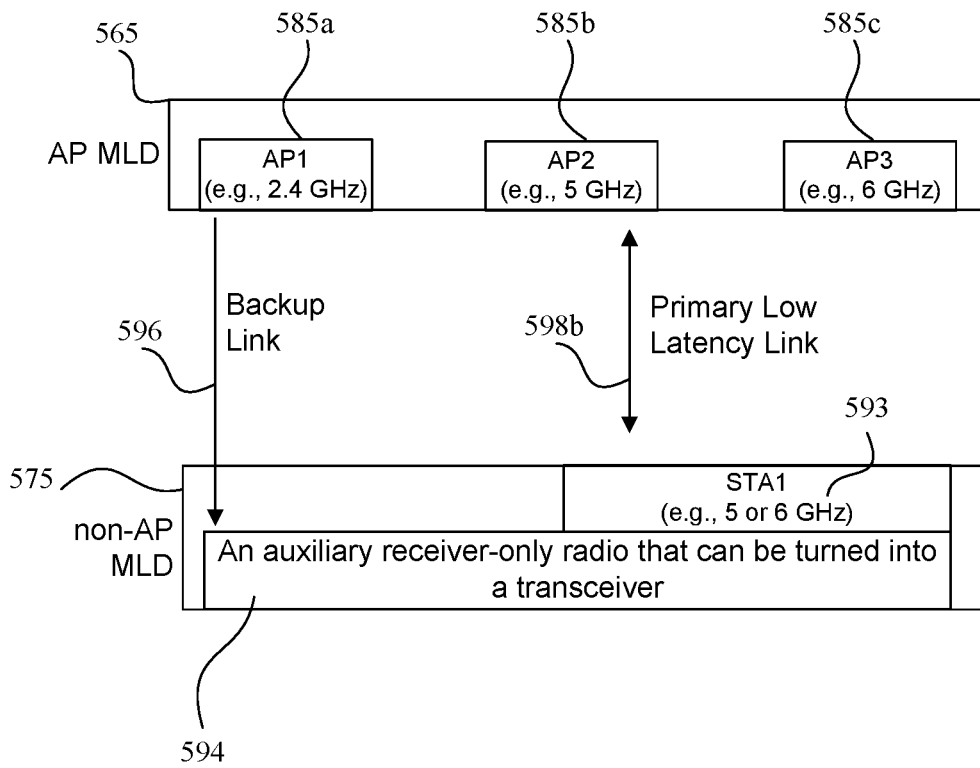 565
585a
585b
585c
AP MLD
AP1
(e.g., 2.4 GHz)
AP2
(e.g., 5 GHz)
AP3
(e.g., 6 GHz)
596
Backup
Link
598b
Primary Low
Latency Link
593
575
non-AP
MLD
STA1
(e.g., 5 or 6 GHz)
An auxiliary receiver-only radio that can be turned into
a transceiver
594